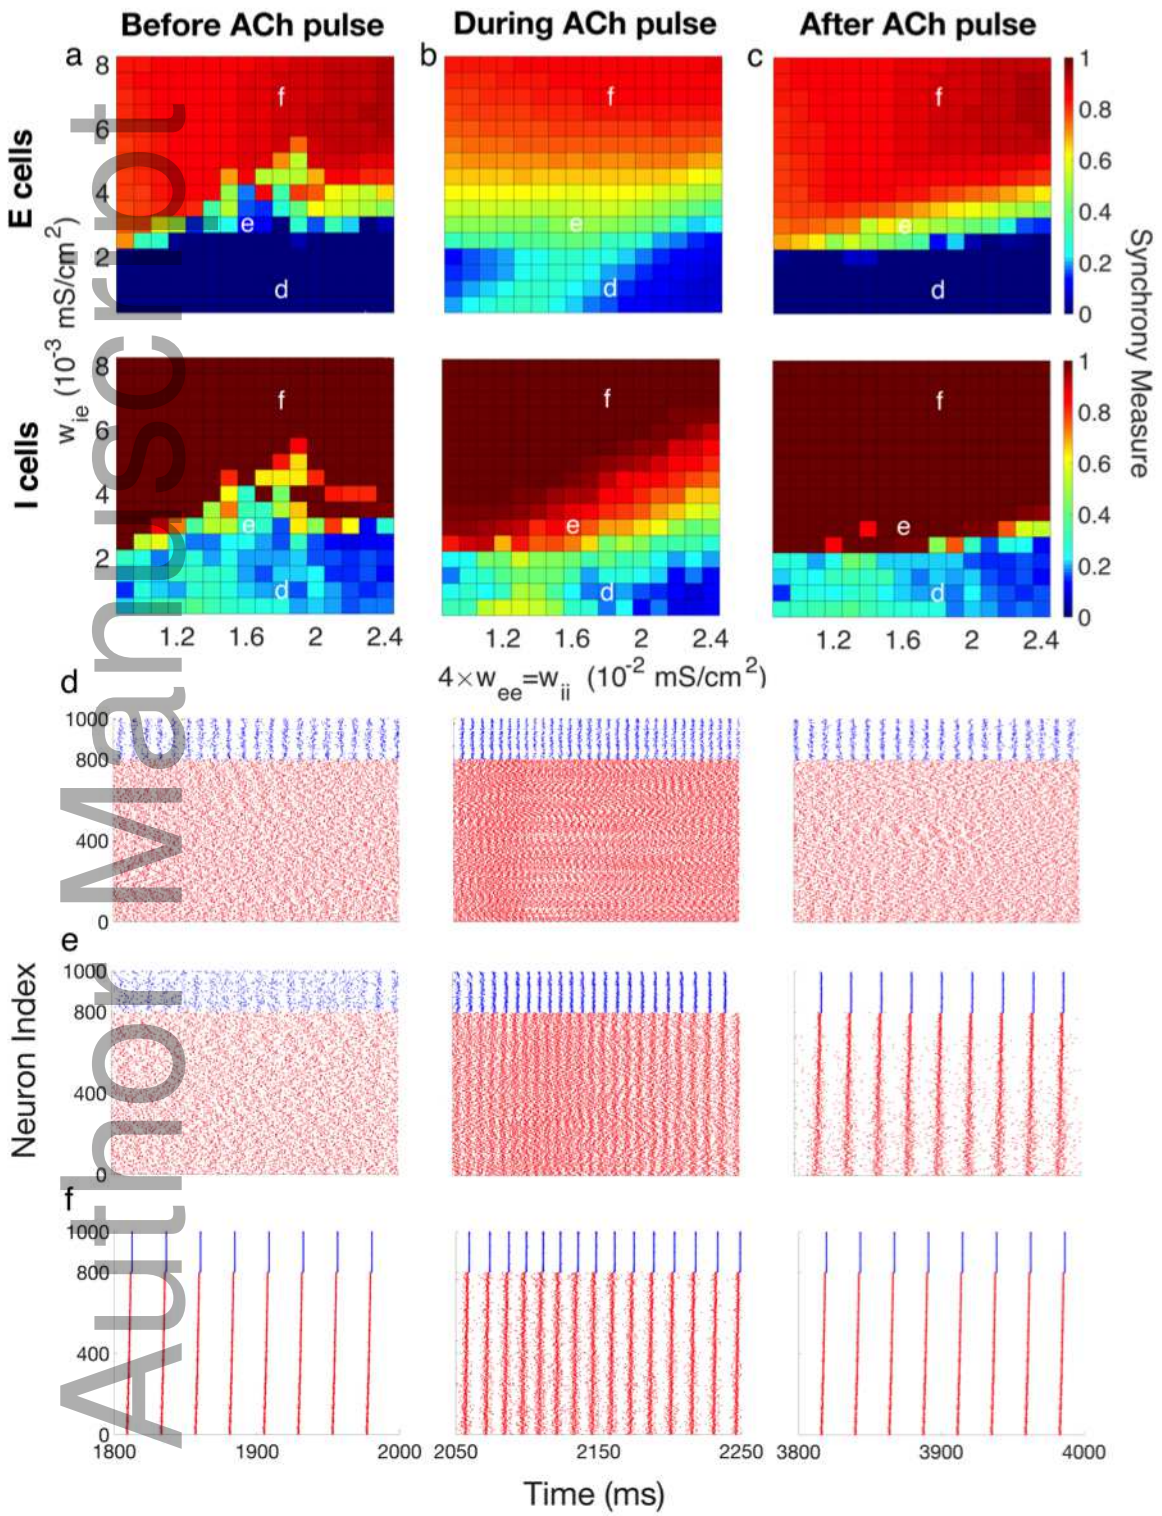 Before ACh pulse
During ACh pulse
After ACh pulse
a
b
c
E cells
I cells
w_ie (10^-3 mS/cm^2)
8
6
4
2
f
e
d
f
e
d
f
e
d
1
0.8
0.6
0.4
0.2
0
8
6
4
2
f
e
d
f
e
d
f
e
d
1
0.8
0.6
0.4
0.2
0
Synchrony Measure
1.2 1.6 2 2.4
1.2 1.6 2 2.4
1.2 1.6 2 2.4
4×w_ee=w_ii (10^-2 mS/cm^2)
d
1000
800
400
0
e
1000
800
400
0
f
1000
800
400
0
Neuron Index
1800 1900 2000
2050 2150 2250
3800 3900 4000
Time (ms)
Author Manuscript